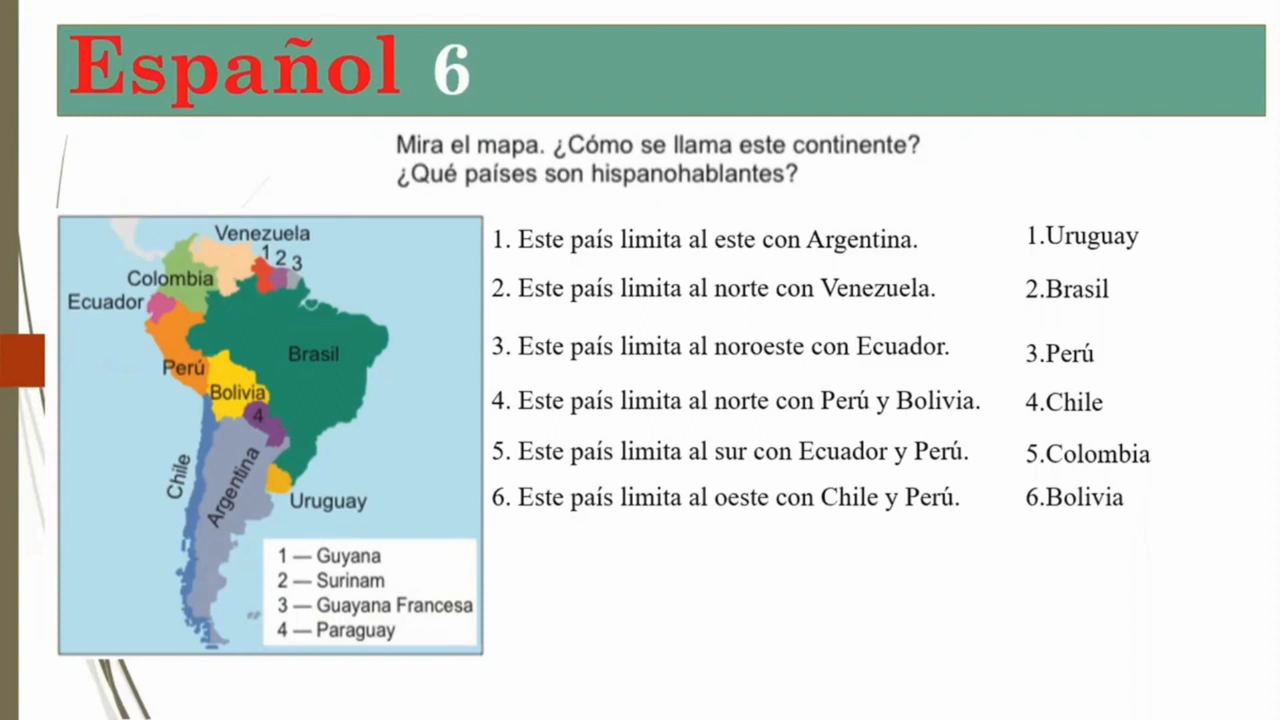 Español 6
Mira el mapa. ¿Cómo se llama este continente?
¿Qué países son hispanohablantes?
Venezuela
1 2 3
Colombia
Ecuador
Brasil
Perú
Bolivia
4
Chile
Argentina
Uruguay
1 — Guyana
2 — Surinam
3 — Guayana Francesa
4 — Paraguay
1. Este país limita al este con Argentina.
2. Este país limita al norte con Venezuela.
3. Este país limita al noroeste con Ecuador.
4. Este país limita al norte con Perú y Bolivia.
5. Este país limita al sur con Ecuador y Perú.
6. Este país limita al oeste con Chile y Perú.
1.Uruguay
2.Brasil
3.Perú
4.Chile
5.Colombia
6.Bolivia